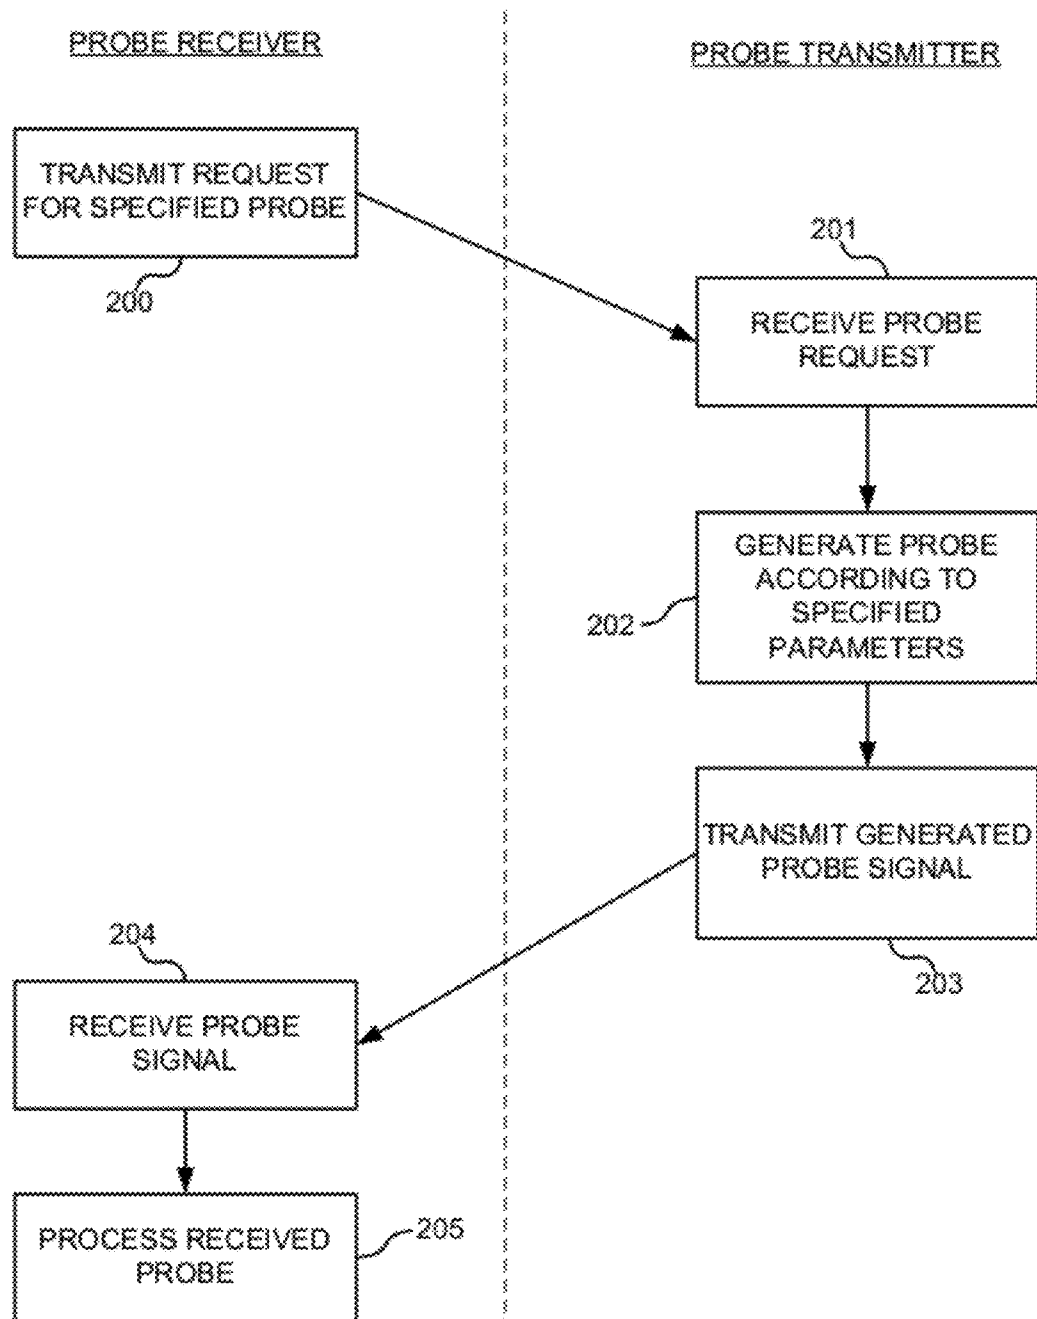 PROBE RECEIVER
PROBE TRANSMITTER
TRANSMIT REQUEST
FOR SPECIFIED PROBE
200
201
RECEIVE PROBE
REQUEST
GENERATE PROBE
ACCORDING TO
SPECIFIED
PARAMETERS
202
TRANSMIT GENERATED
PROBE SIGNAL
203
204
RECEIVE PROBE
SIGNAL
PROCESS RECEIVED
PROBE
205